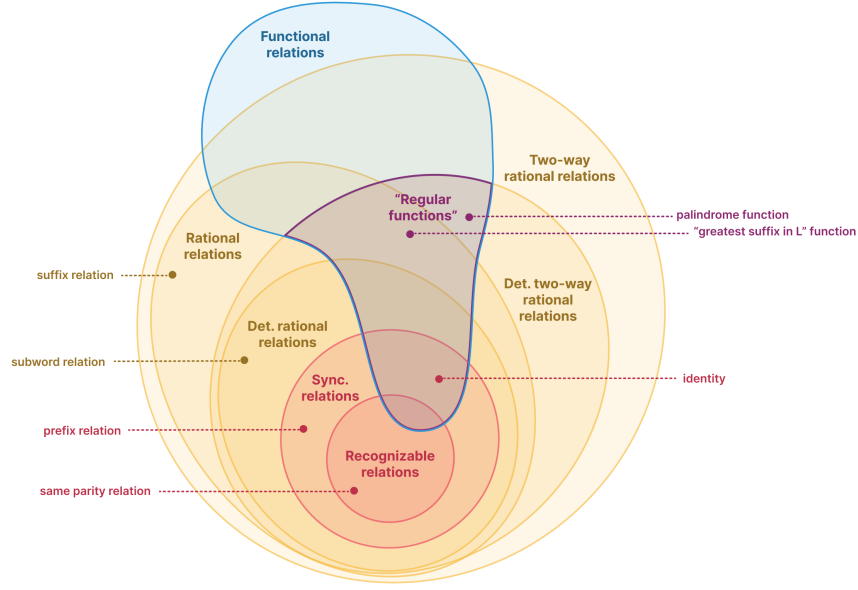 Functional
relations
Two-way
rational relations
“Regular
functions”
palindrome function
“greatest suffix in L” function
Rational
relations
suffix relation
Det. two-way
rational
relations
Det. rational
relations
subword relation
Sync.
relations
identity
prefix relation
Recognizable
relations
same parity relation